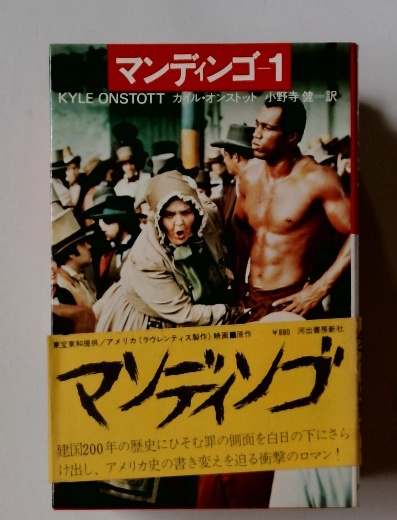 マンディンゴ-1
KYLE ONSTOTT カイル・オンストット 小野寺健一訳
東宝東和提供/アメリカ(ラウレンティス製作)映画■原作 ¥880 河出書房新社
マンディンゴ
建国200年の歴史にひそむ罪の側面を白日の下にさら
け出し、アメリカ史の書き変えを迫る衝撃のロマン!